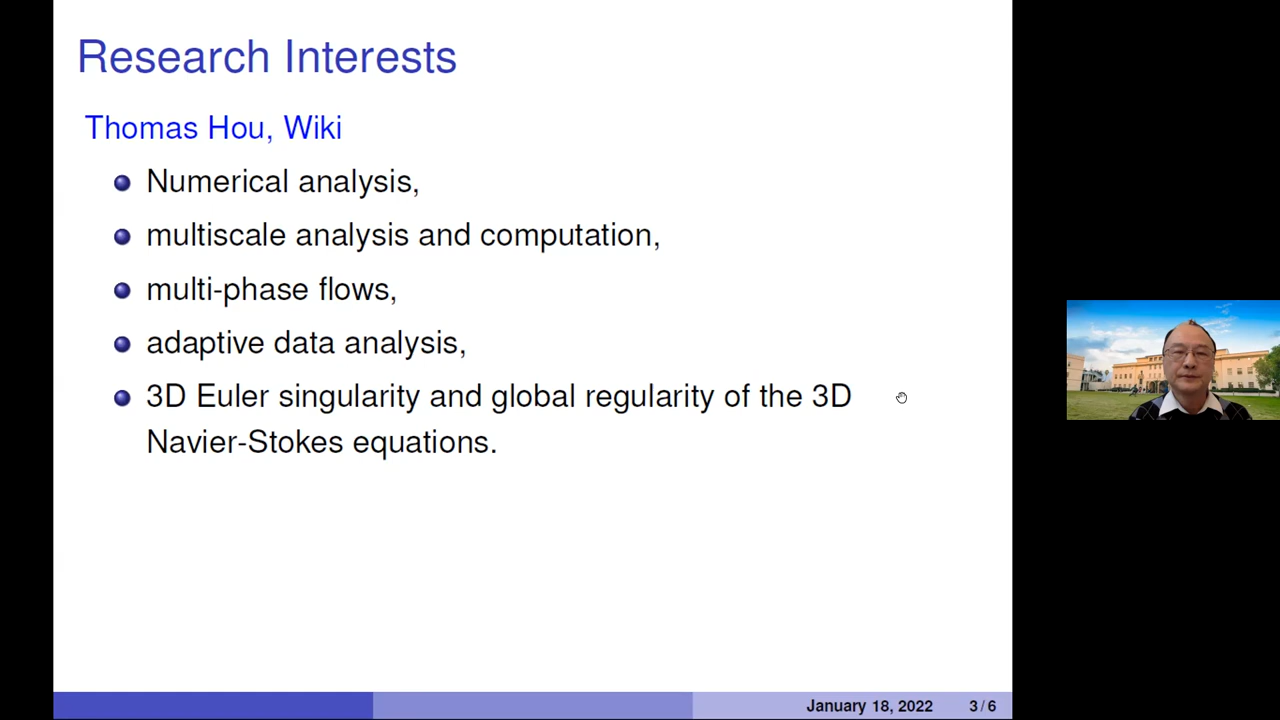 Research Interests
Thomas Hou, Wiki
Numerical analysis,
multiscale analysis and computation,
multi-phase flows,
adaptive data analysis,
3D Euler singularity and global regularity of the 3D
Navier-Stokes equations.
January 18, 2022 3 / 6